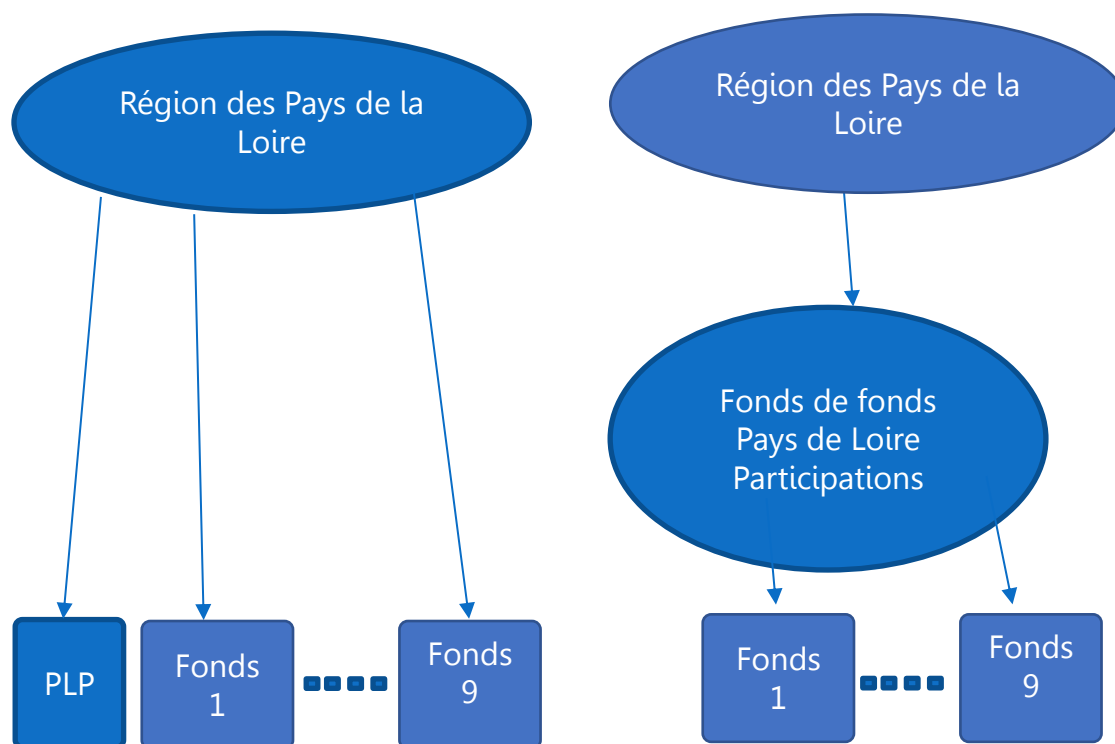 Région des Pays de la
Loire
PLP
Fonds
1
Fonds
9
Région des Pays de la
Loire
Fonds de fonds
Pays de Loire
Participations
Fonds
1
Fonds
9